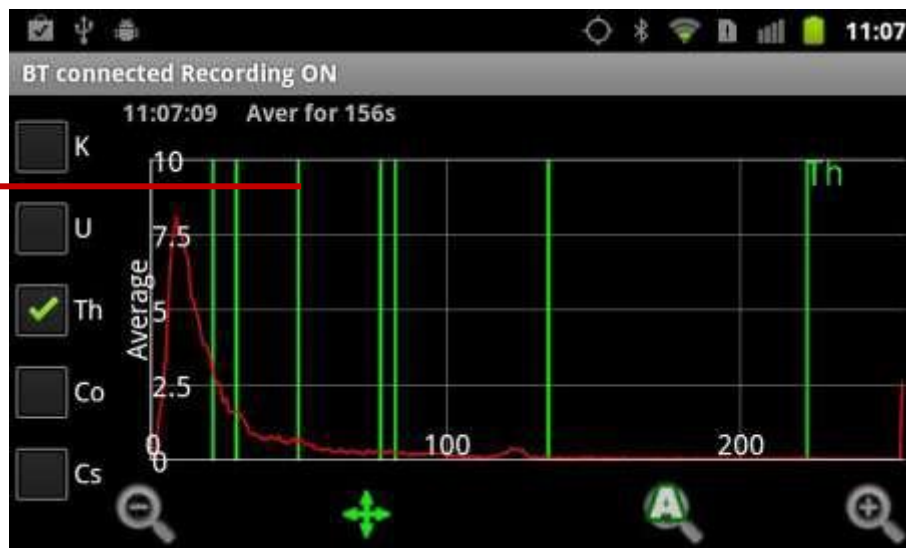 11:07
BT connected Recording ON
11:07:09 Aver for 156s
K
U
Th
Co
Cs
Average
10
7.5
5
2.5
0
0
100
200
Th
A